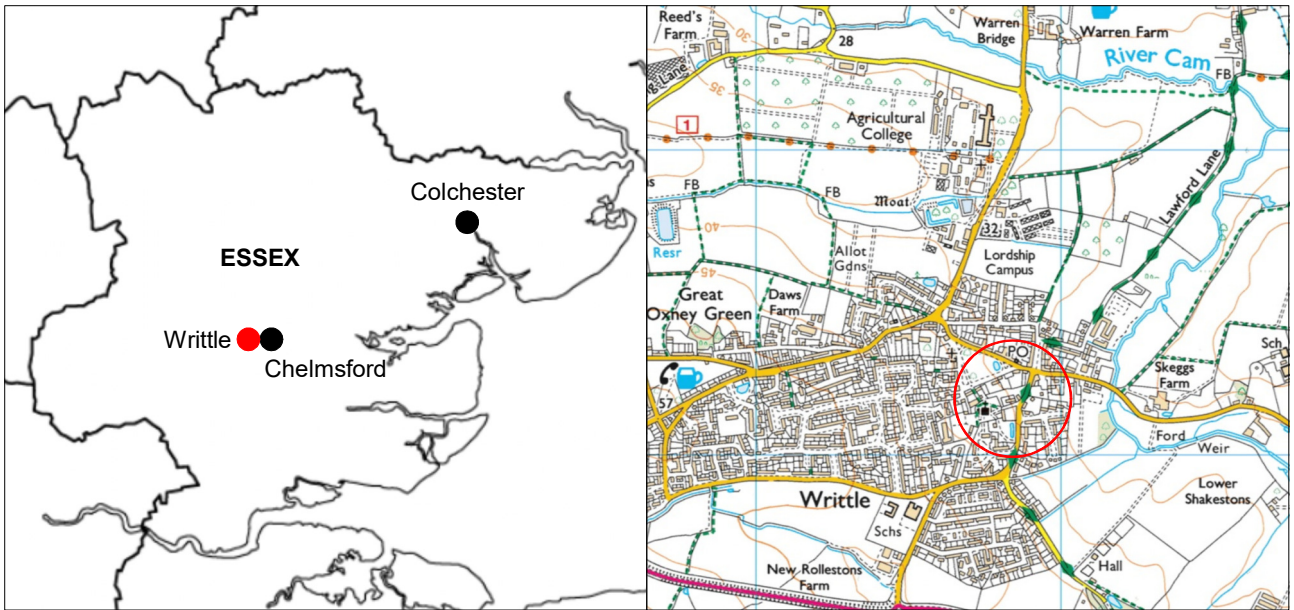 Colchester
ESSEX
Writtle
Chelmsford
Reed's
Farm
30
28
Warren
Bridge
Warren Farm
River Cam
FB
35
Agricultural
College
1
Lawford Lane
FB
FB
Moat
40
32
Resr
Allot
Gdns
Lordship
Campus
45
Great
Oxney Green
Daws
Farm
PO
Sch
Skeggs
Farm
57
Ford
Weir
Writtle
Lower
Shakestons
Schs
New Rollestons
Farm
Hall